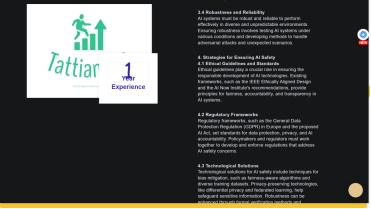 Tattian
1
Year
Experience
3.4 Robustness and Reliability
AI systems must be robust and reliable to perform
effectively in diverse and unpredictable environments.
Ensuring robustness involves testing AI systems under
various conditions and developing methods to handle
adversarial attacks and unexpected scenarios.
4. Strategies for Ensuring AI Safety
4.1 Ethical Guidelines and Standards
Ethical guidelines play a crucial role in ensuring the
responsible development of AI technologies. Existing
frameworks, such as the IEEE Ethically Aligned Design
and the AI Now Institute's recommendations, provide
principles for fairness, accountability, and transparency in
AI systems.
4.2 Regulatory Frameworks
Regulatory frameworks, such as the General Data
Protection Regulation (GDPR) in Europe and the proposed
AI Act, set standards for data protection, privacy, and AI
accountability. Policymakers and regulators must work
together to develop and enforce regulations that address
AI safety concerns.
4.3 Technological Solutions
Technological solutions for AI safety include techniques for
bias mitigation, such as fairness-aware algorithms and
diverse training datasets. Privacy-preserving technologies,
like differential privacy and federated learning, help
safeguard sensitive information. Robustness can be
enhanced through formal verification methods and